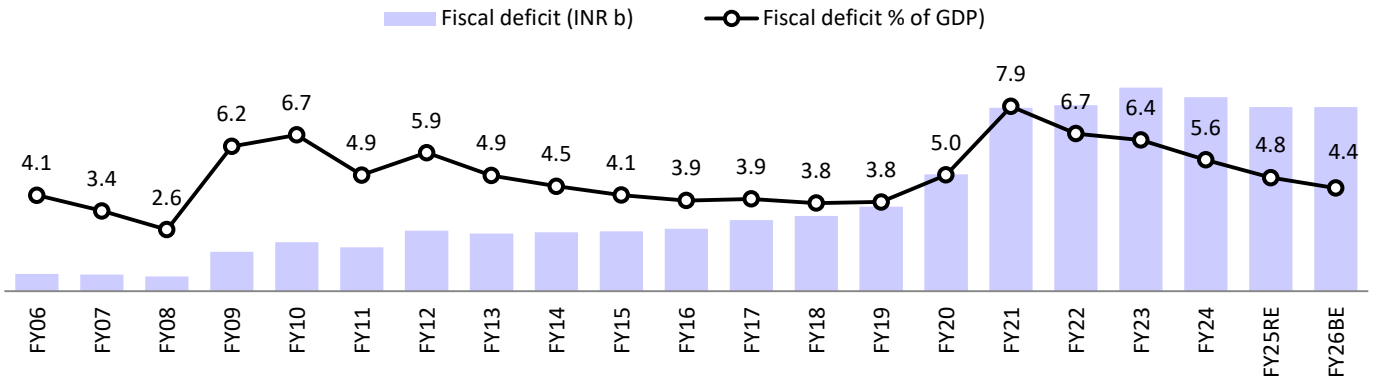 Fiscal deficit (INR b)
Fiscal deficit % of GDP)
4.1
3.4
2.6
6.2
6.7
4.9
5.9
4.9
4.5
4.1
3.9
3.9
3.8
3.8
5.0
7.9
6.7
6.4
5.6
4.8
4.4
FY06
FY07
FY08
FY09
FY10
FY11
FY12
FY13
FY14
FY15
FY16
FY17
FY18
FY19
FY20
FY21
FY22
FY23
FY24
FY25RE
FY26BE